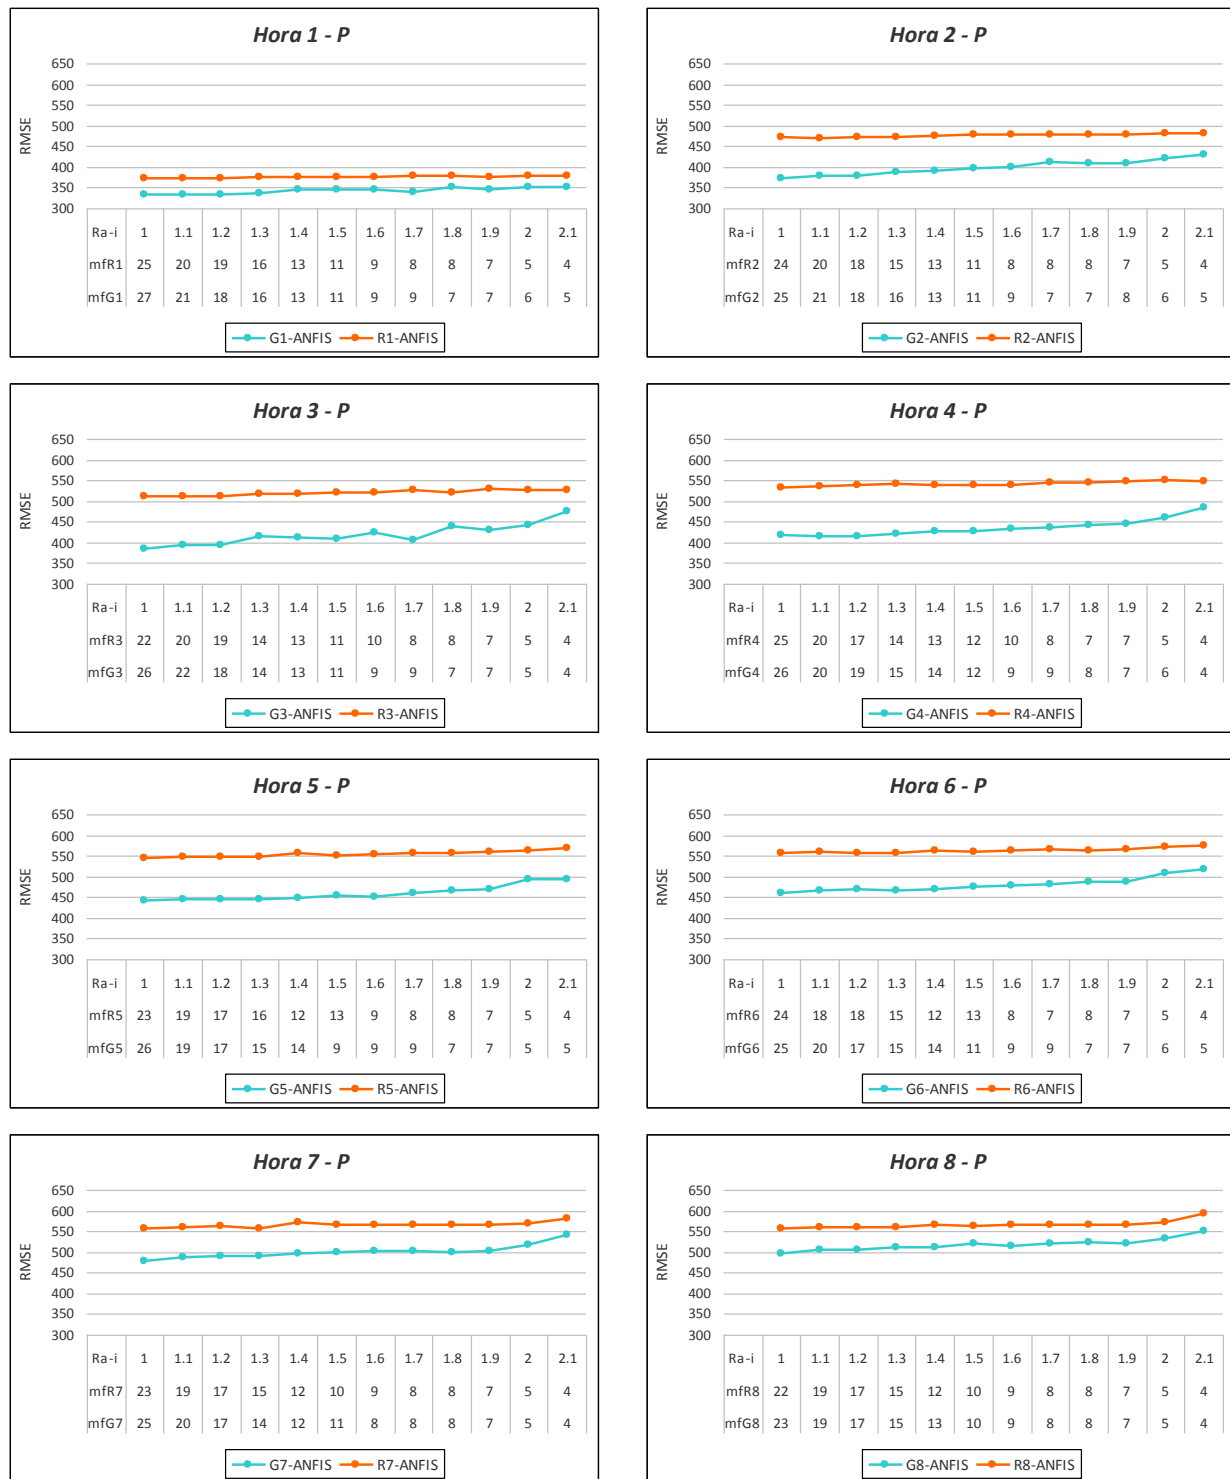 Hora 1 - P
650
600
550
500
450
400
350
300
RMSE
Ra-i 1 1.1 1.2 1.3 1.4 1.5 1.6 1.7 1.8 1.9 2 2.1
mfR1 25 20 19 16 13 11 9 8 8 7 5 4
mfG1 27 21 18 16 13 11 9 9 7 7 6 5
G1-ANFIS R1-ANFIS
Hora 2 - P
650
600
550
500
450
400
350
300
RMSE
Ra-i 1 1.1 1.2 1.3 1.4 1.5 1.6 1.7 1.8 1.9 2 2.1
mfR2 24 20 18 15 13 11 8 8 8 7 5 4
mfG2 25 21 18 16 13 11 9 7 7 8 6 5
G2-ANFIS R2-ANFIS
Hora 3 - P
650
600
550
500
450
400
350
300
RMSE
Ra-i 1 1.1 1.2 1.3 1.4 1.5 1.6 1.7 1.8 1.9 2 2.1
mfR3 22 20 19 14 13 11 10 8 8 7 5 4
mfG3 26 22 18 14 13 11 9 9 7 7 5 4
G3-ANFIS R3-ANFIS
Hora 4 - P
650
600
550
500
450
400
350
300
RMSE
Ra-i 1 1.1 1.2 1.3 1.4 1.5 1.6 1.7 1.8 1.9 2 2.1
mfR4 25 20 17 14 13 12 10 8 7 7 5 4
mfG4 26 20 19 15 14 12 9 9 8 7 6 4
G4-ANFIS R4-ANFIS
Hora 5 - P
650
600
550
500
450
400
350
300
RMSE
Ra-i 1 1.1 1.2 1.3 1.4 1.5 1.6 1.7 1.8 1.9 2 2.1
mfR5 23 19 17 16 12 13 9 8 8 7 5 4
mfG5 26 19 17 15 14 9 9 9 7 7 5 5
G5-ANFIS R5-ANFIS
Hora 6 - P
650
600
550
500
450
400
350
300
RMSE
Ra-i 1 1.1 1.2 1.3 1.4 1.5 1.6 1.7 1.8 1.9 2 2.1
mfR6 24 18 18 15 12 13 8 7 8 7 5 4
mfG6 25 20 17 15 14 11 9 9 7 7 6 5
G6-ANFIS R6-ANFIS
Hora 7 - P
650
600
550
500
450
400
350
300
RMSE
Ra-i 1 1.1 1.2 1.3 1.4 1.5 1.6 1.7 1.8 1.9 2 2.1
mfR7 23 19 17 15 12 10 9 8 8 7 5 4
mfG7 25 20 17 14 12 11 8 8 8 7 5 4
G7-ANFIS R7-ANFIS
Hora 8 - P
650
600
550
500
450
400
350
300
RMSE
Ra-i 1 1.1 1.2 1.3 1.4 1.5 1.6 1.7 1.8 1.9 2 2.1
mfR8 22 19 17 15 12 10 9 8 8 7 5 4
mfG8 23 19 17 15 13 10 9 8 8 7 5 4
G8-ANFIS R8-ANFIS